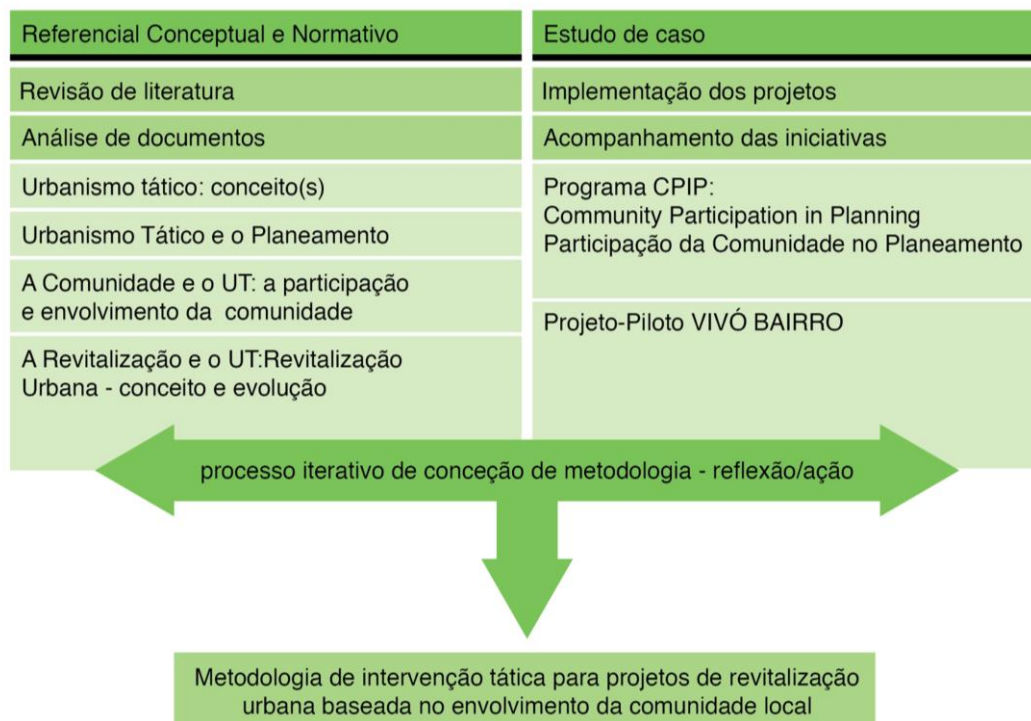 Referencial Conceptual e Normativo
Revisão de literatura
Análise de documentos
Urbanismo tático: conceito(s)
Urbanismo Tático e o Planeamento
A Comunidade e o UT: a participação
e envolvimento da comunidade
A Revitalização e o UT:Revitalização
Urbana - conceito e evolução
Estudo de caso
Implementação dos projetos
Acompanhamento das iniciativas
Programa CPIP:
Community Participation in Planning
Participação da Comunidade no Planeamento
Projeto-Piloto VIVÓ BAIRRO
processo iterativo de conceção de metodologia - reflexão/ação
Metodologia de intervenção tática para projetos de revitalização
urbana baseada no envolvimento da comunidade local